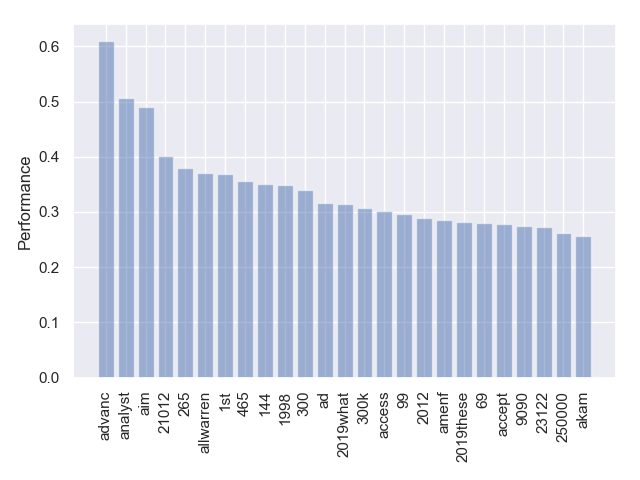 0.6
0.5
0.4
0.3
0.2
0.1
0.0
Performance
advanc
analyst
aim
21012
265
allwarren
1st
465
144
1998
300
ad
2019what
300k
access
99
2012
amenf
2019these
69
accept
9090
23122
250000
akam